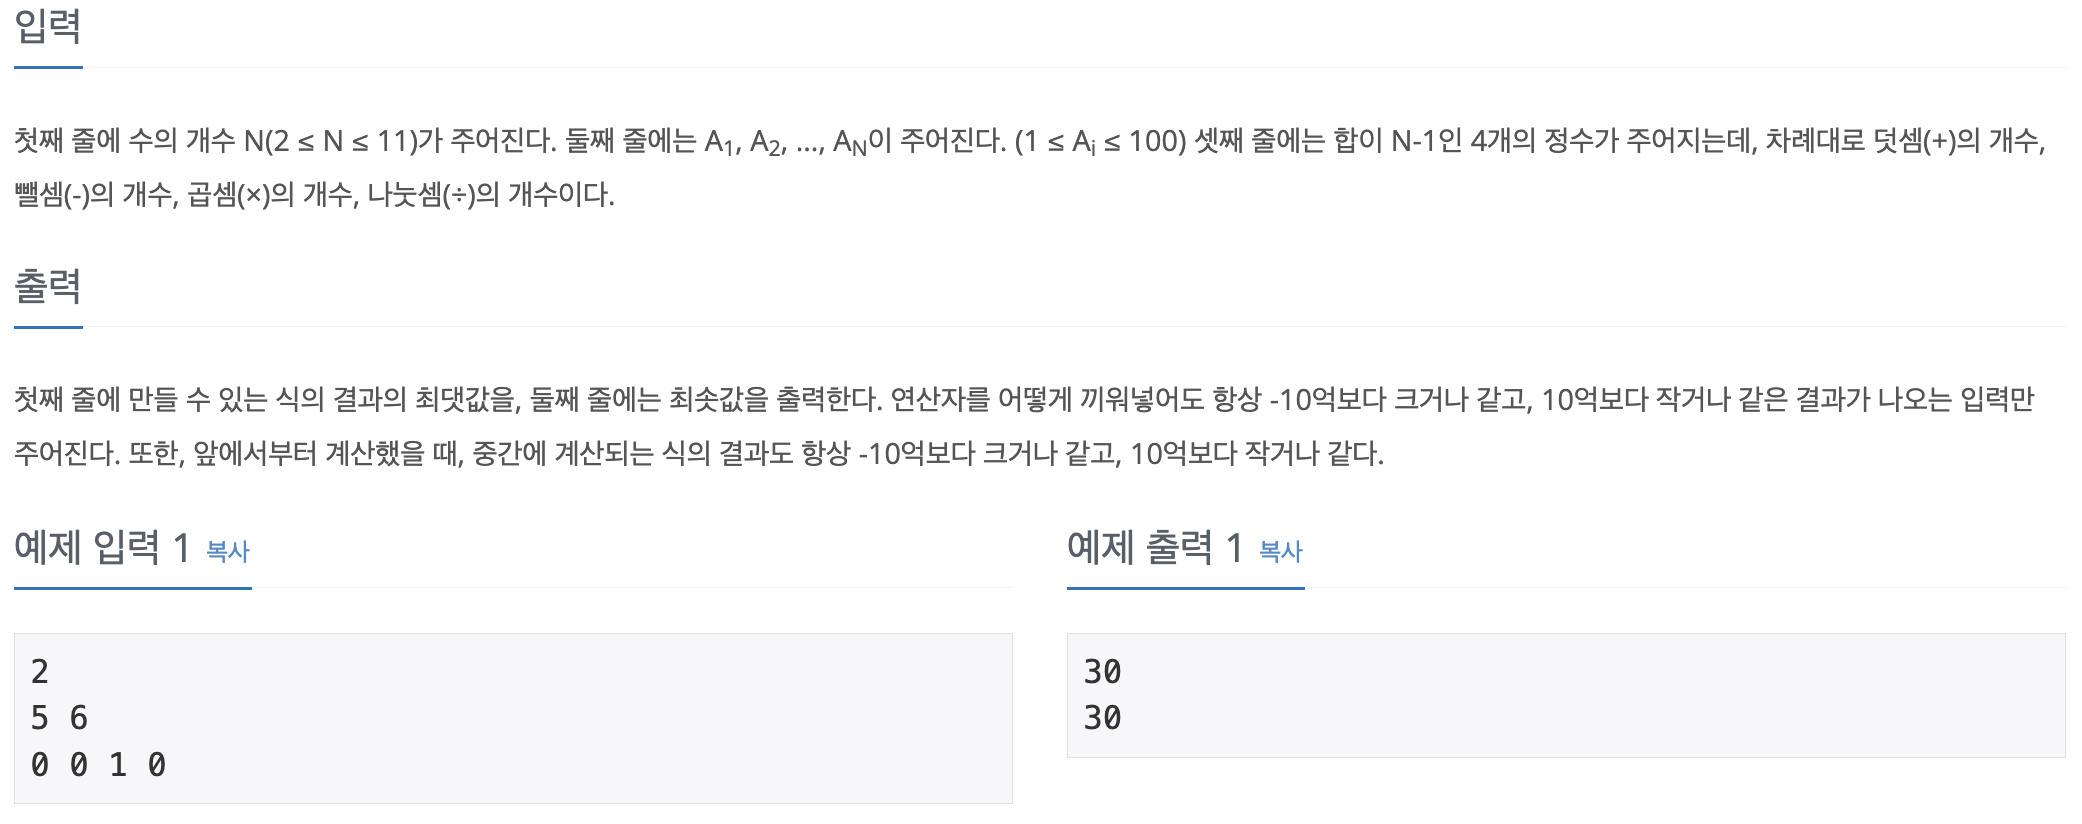 입력
첫째 줄에 수의 개수 N(2 ≤ N ≤ 11)가 주어진다. 둘째 줄에는 A₁, A₂, ..., A_N이 주어진다. (1 ≤ Aᵢ ≤ 100) 셋째 줄에는 합이 N-1인 4개의 정수가 주어지는데, 차례대로 덧셈(+)의 개수,
뺄셈(-)의 개수, 곱셈(×)의 개수, 나눗셈(÷)의 개수이다.
출력
첫째 줄에 만들 수 있는 식의 결과의 최댓값을, 둘째 줄에는 최솟값을 출력한다. 연산자를 어떻게 끼워넣어도 항상 -10억보다 크거나 같고, 10억보다 작거나 같은 결과가 나오는 입력만
주어진다. 또한, 앞에서부터 계산했을 때, 중간에 계산되는 식의 결과도 항상 -10억보다 크거나 같고, 10억보다 작거나 같다.
예제 입력 1 복사
2
5 6
0 0 1 0
예제 출력 1 복사
30
30